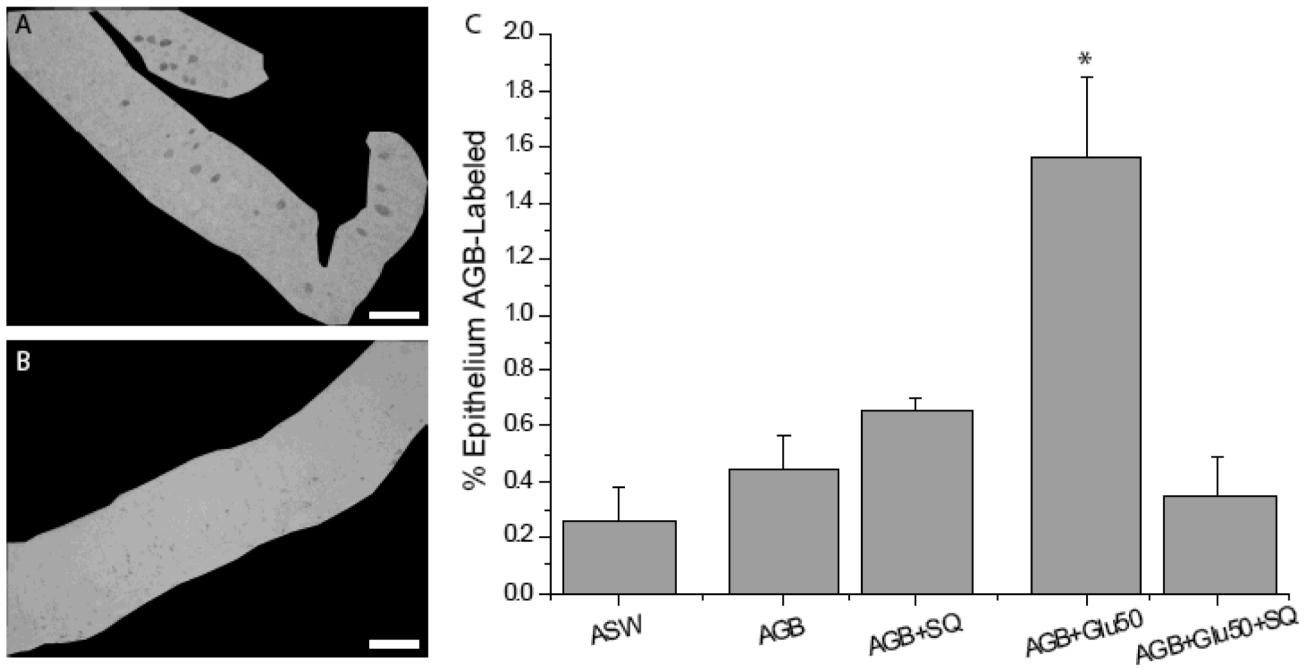 A
B
C
% Epithelium AGB-Labeled
2.0
1.8
1.6
1.4
1.2
1.0
0.8
0.6
0.4
0.2
0.0
*
ASW
AGB
AGB+SQ
AGB+Glu50
AGB+Glu50+SQ